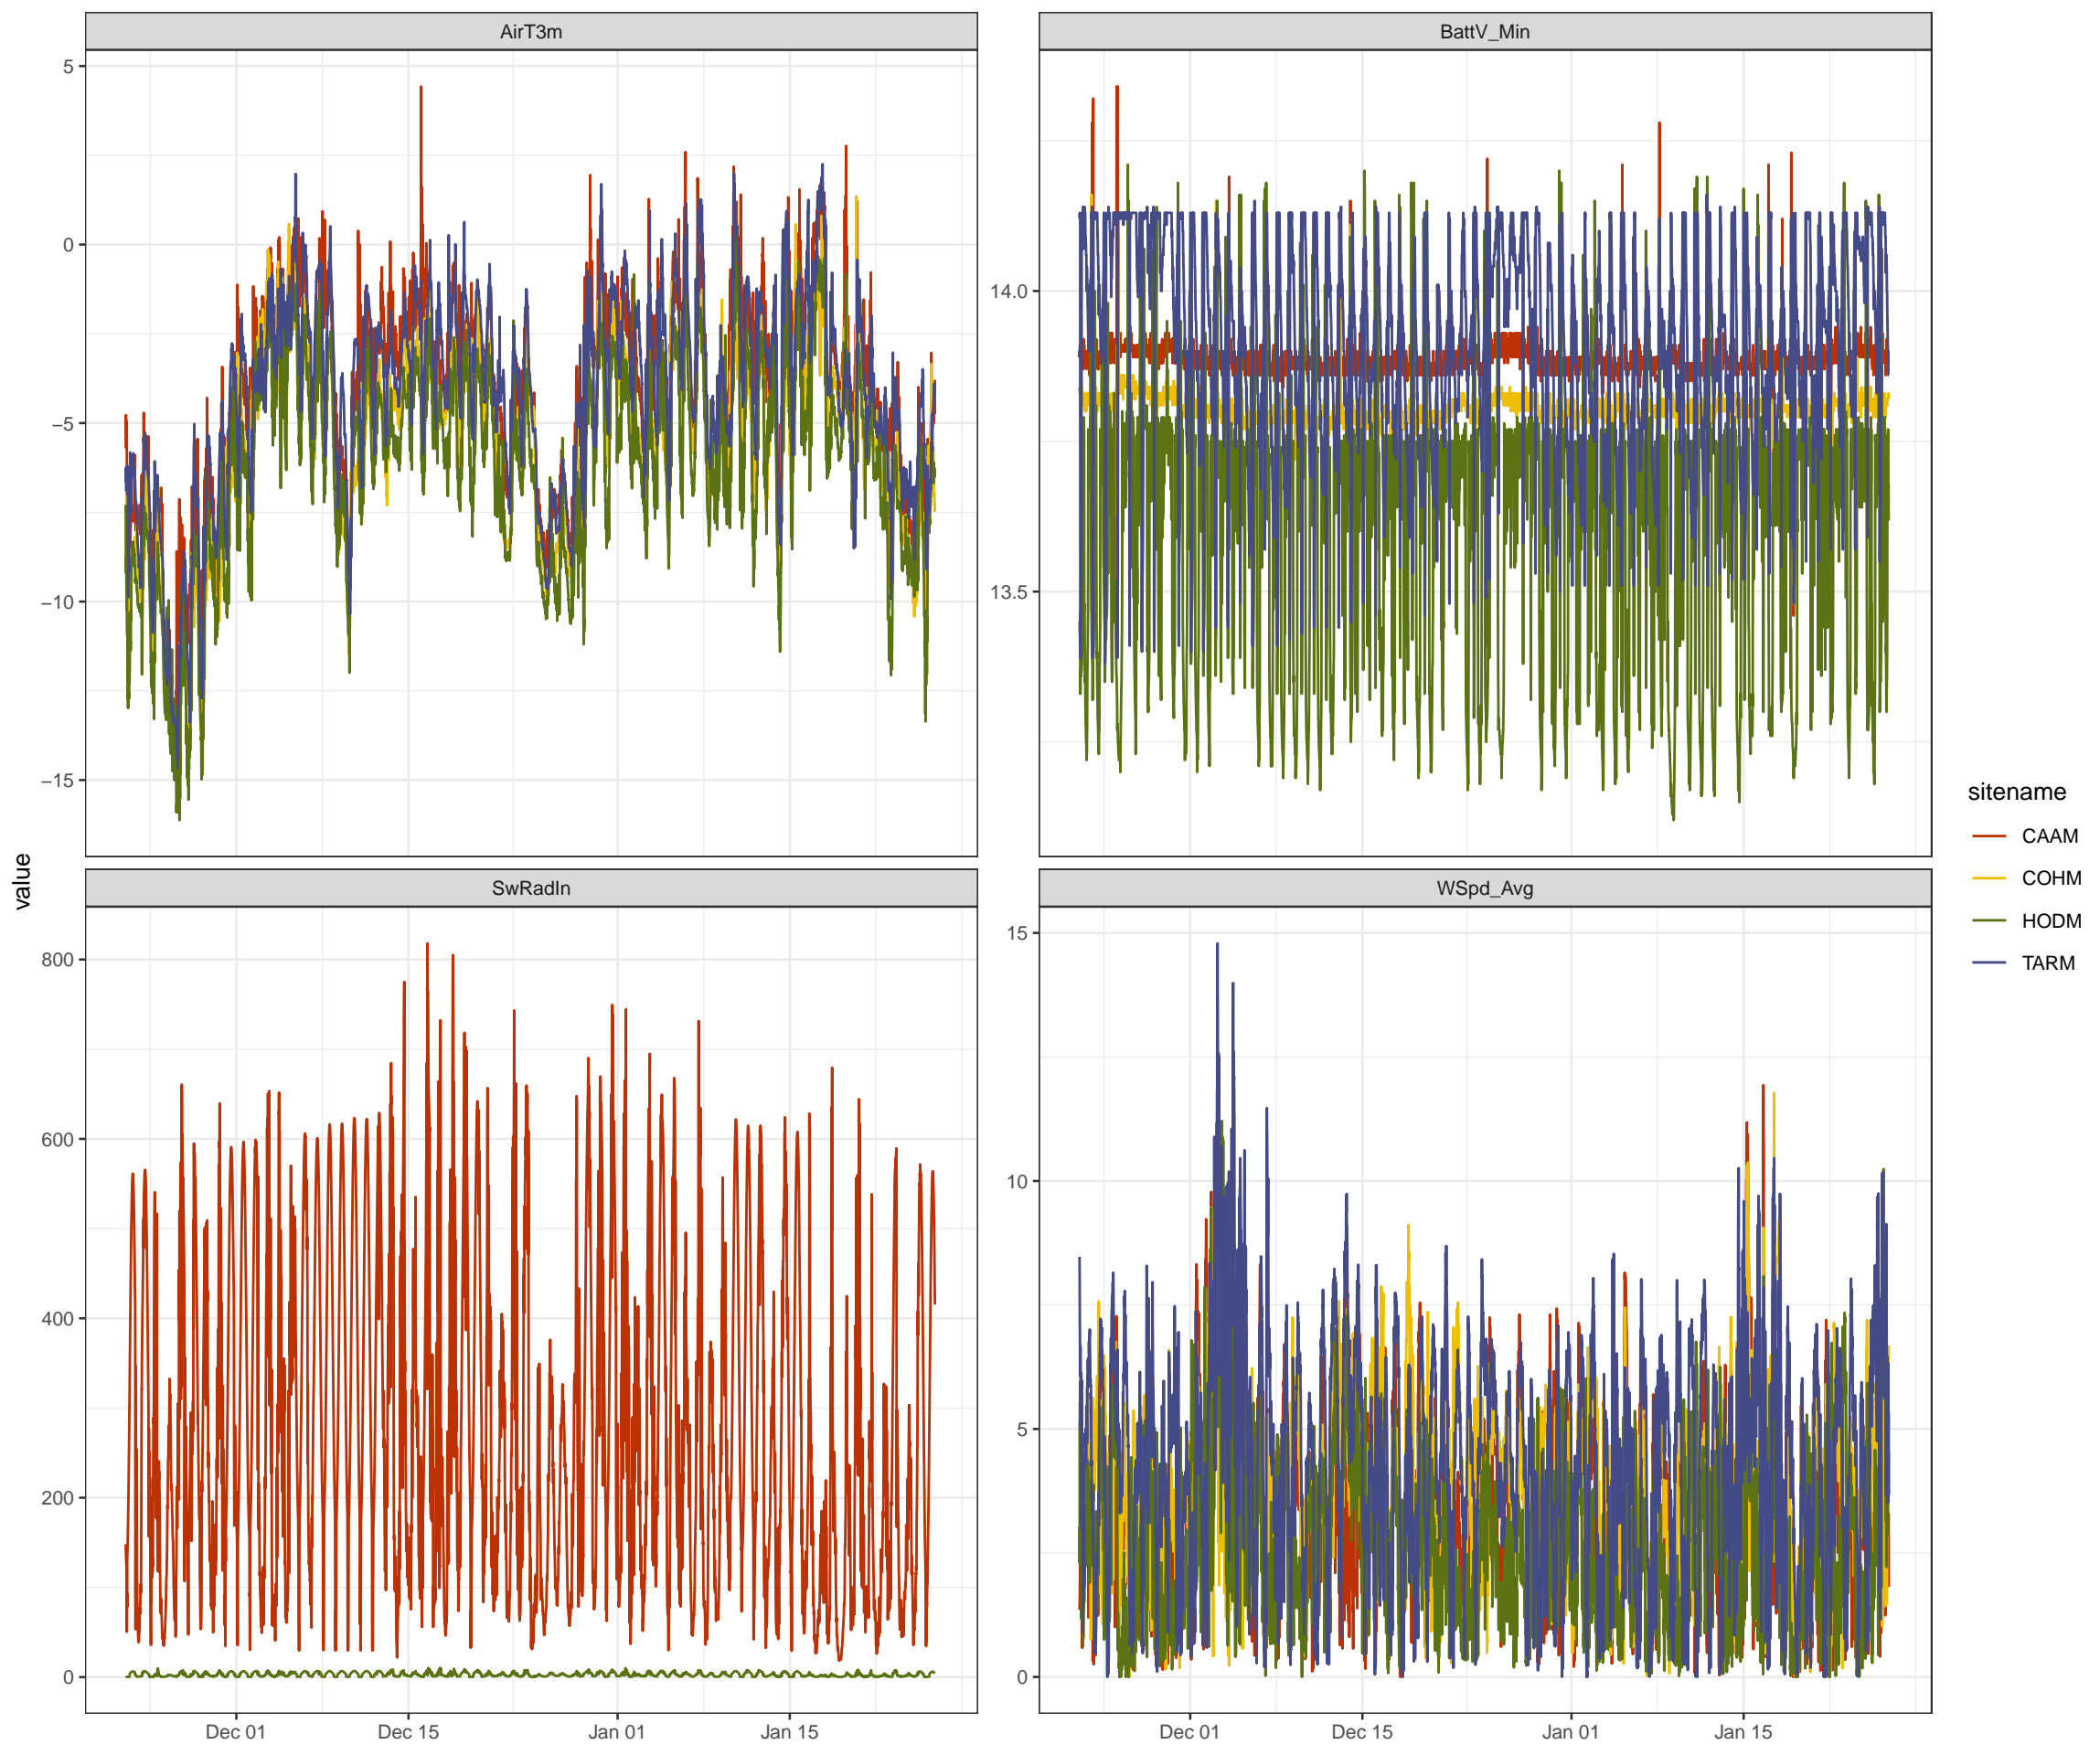 AirT3m
BattV_Min
5
0
−5
−10
−15
14.0
13.5
value
SwRadIn
WSpd_Avg
800
600
400
200
0
15
10
5
0
Dec 01
Dec 15
Jan 01
Jan 15
Dec 01
Dec 15
Jan 01
Jan 15
sitename
CAAM
COHM
HODM
TARM